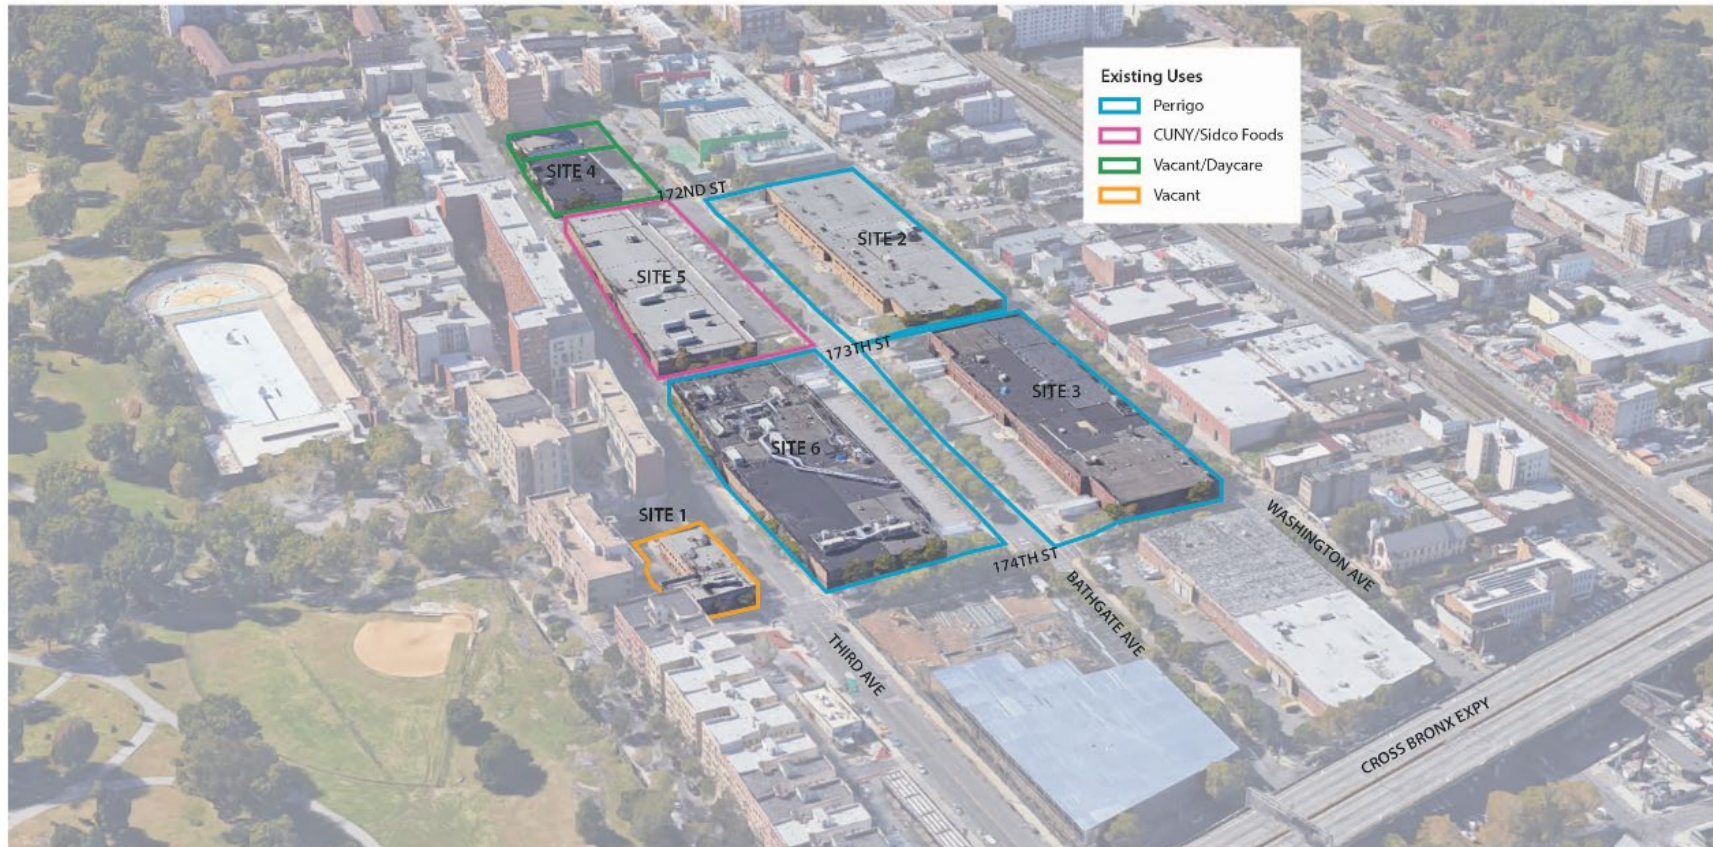 Existing Uses
Perrigo
CUNY/Sidco Foods
Vacant/Daycare
Vacant
SITE 4
172ND ST
SITE 2
SITE 5
173TH ST
SITE 3
SITE 6
SITE 1
WASHINGTON AVE
174TH ST
BATHGATE AVE
THIRD AVE
CROSS BRONX EXPY